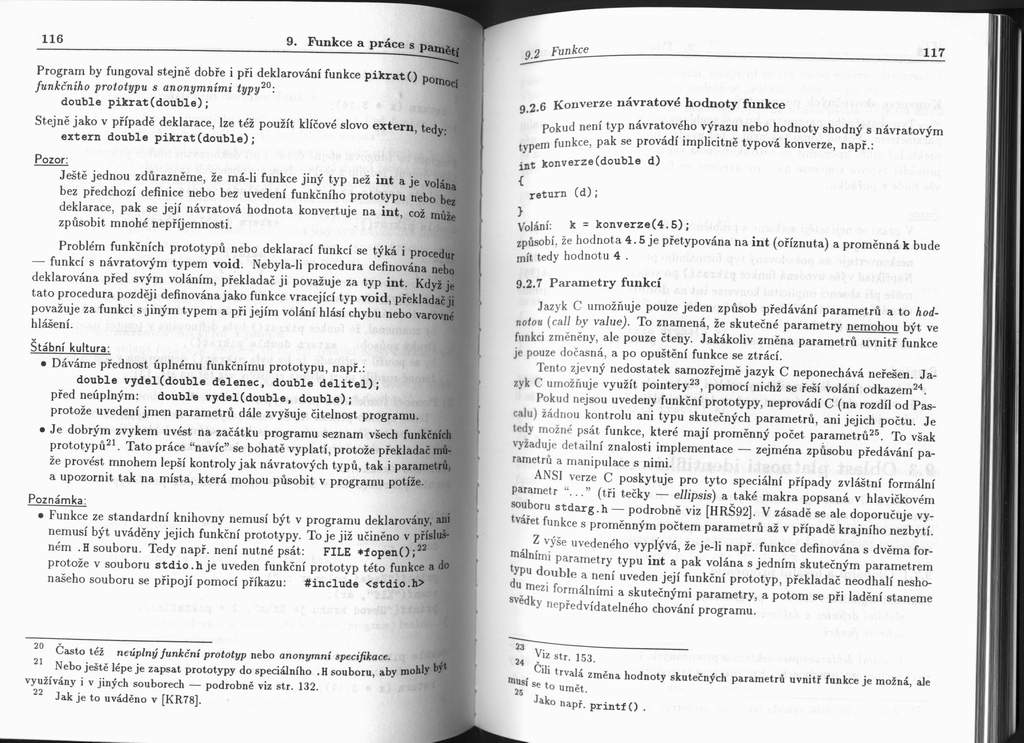 116
9. Funkce a práce s pamětí
Program by fungoval stejně dobře i při deklarování funkce pikrat() pomocí
funkčního prototypu s anonymními typy20:
double pikrat(double);
Stejně jako v případě deklarace, lze též použít klíčové slovo extern, tedy:
extern double pikrat(double);
Pozor:
Ještě jednou zdůrazněme, že má-li funkce jiný typ než int a je volána
bez předchozí definice nebo bez uvedení funkčního prototypu nebo bez
deklarace, pak se její návratová hodnota konvertuje na int, což může
způsobit mnohé nepříjemnosti.
Problém funkčních prototypů nebo deklarací funkcí se týká i procedur
— funkcí s návratovým typem void. Nebyla-li procedura definována nebo
deklarována před svým voláním, překladač ji považuje za typ int. Když je
tato procedura později definována jako funkce vracející typ void, překladač ji
považuje za funkci s jiným typem a při jejím volání hlásí chybu nebo varovné
hlášení.
Štábní kultura:
• Dáváme přednost úplnému funkčnímu prototypu, např.:
double vydel(double delenec, double delitel);
před neúplným: double vydel(double, double);
protože uvedení jmen parametrů dále zvyšuje čitelnost programu.
• Je dobrým zvykem uvést na začátku programu seznam všech funkčních
prototypů21. Tato práce “navíc” se bohatě vyplatí, protože překladač mů-
že provést mnohem lepší kontroly jak návratových typů, tak i parametrů,
a upozornit tak na místa, která mohou působit v programu potíže.
Poznámka:
• Funkce ze standardní knihovny nemusí být v programu deklarovány, ani
nemusí být uváděny jejich funkční prototypy. To je již učiněno v přísluš-
ném .H souboru. Tedy např. není nutné psát: FILE *fopen();22
protože v souboru stdio.h je uveden funkční prototyp této funkce a do
našeho souboru se připojí pomocí příkazu: #include <stdio.h>
20 Často též neúplný funkční prototyp nebo anonymní specifikace.
21 Nebo ještě lépe je zapsat prototypy do speciálního .H souboru, aby mohly být
využívány i v jiných souborech — podrobně viz str. 132.
22 Jak je to uváděno v [KR78].
9.2 Funkce
117
9.2.6 Konverze návratové hodnoty funkce
Pokud není typ návratového výrazu nebo hodnoty shodný s návratovým
typem funkce, pak se provádí implicitně typová konverze, např.:
int konverze(double d)
{
return (d);
}
Volání: k = konverze(4.5);
způsobí, že hodnota 4.5 je přetypována na int (oříznuta) a proměnná k bude
mít tedy hodnotu 4 .
9.2.7 Parametry funkcí
Jazyk C umožňuje pouze jeden způsob předávání parametrů a to hod-
notou (call by value). To znamená, že skutečné parametry nemohou být ve
funkci změněny, ale pouze čteny. Jakákoliv změna parametrů uvnitř funkce
je pouze dočasná, a po opuštění funkce se ztrácí.
Tento zjevný nedostatek samozřejmě jazyk C neponechává neřešen. Ja-
zyk C umožňuje využít pointery23, pomocí nichž se řeší volání odkazem24.
Pokud nejsou uvedeny funkční prototypy, neprovádí C (na rozdíl od Pas-
calu) žádnou kontrolu ani typu skutečných parametrů, ani jejich počtu. Je
tedy možné psát funkce, které mají proměnný počet parametrů25. To však
vyžaduje detailní znalosti implementace — zejména způsobu předávání pa-
rametrů a manipulace s nimi.
ANSI verze C poskytuje pro tyto speciální případy zvláštní formální
parametr “...” (tři tečky — ellipsis) a také makra popsaná v hlavičkovém
souboru stdarg.h — podrobně viz [HRŠ92]. V zásadě se ale doporučuje vy-
tvářet funkce s proměnným počtem parametrů až v případě krajního nezbytí.
Z výše uvedeného vyplývá, že je-li např. funkce definována s dvěma for-
málními parametry typu int a pak volána s jedním skutečným parametrem
typu double a není uveden její funkční prototyp, překladač neodhalí nesho-
du mezi formálními a skutečnými parametry, a potom se při ladění staneme
svědky nepředvídatelného chování programu.
23 Viz str. 153.
24 Čili trvalá změna hodnoty skutečných parametrů uvnitř funkce je možná, ale
musí se to umět.
25 Jako např. printf() .